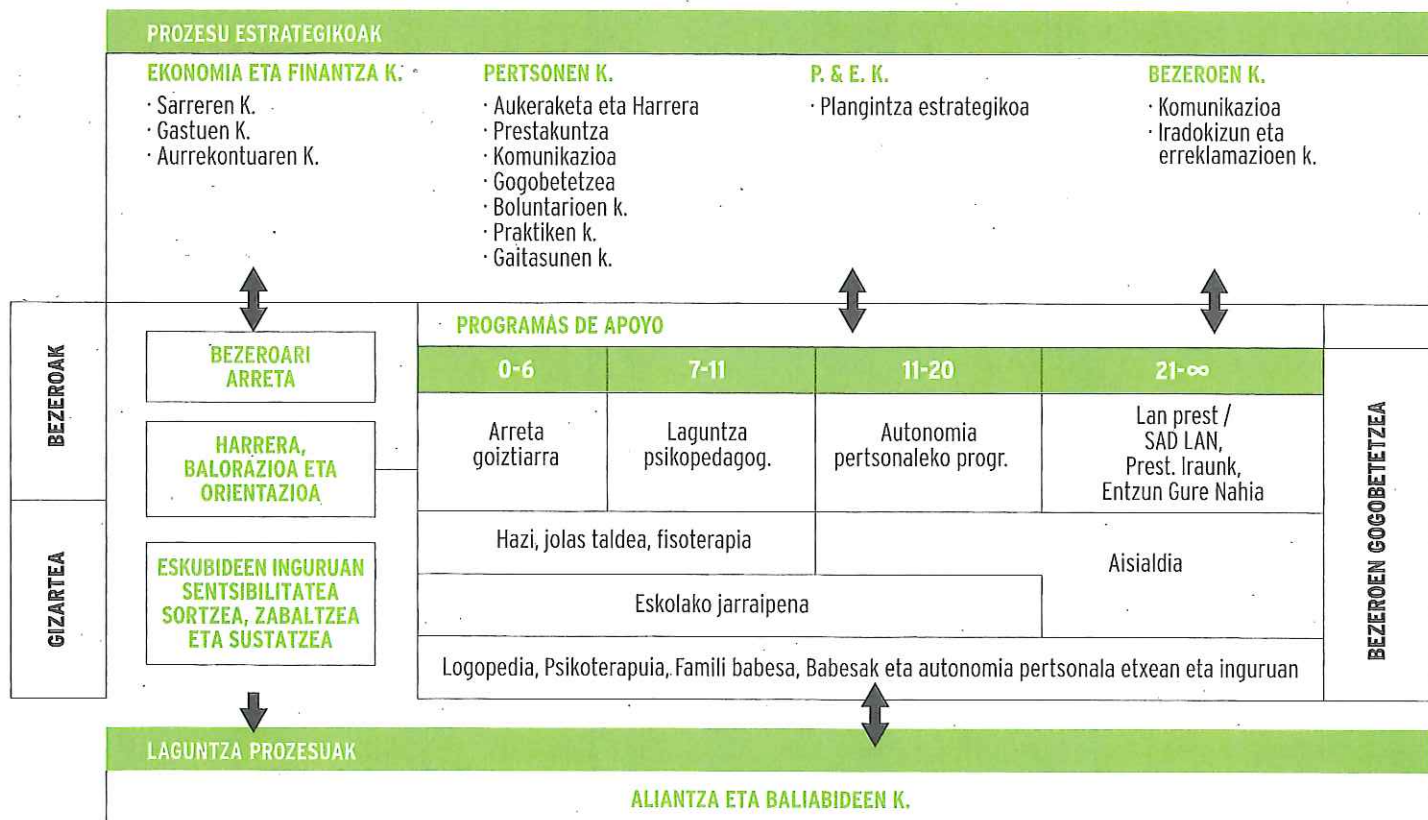 PROZESU ESTRATEGIKOAK
EKONOMIA ETA FINANTZA K.
· Sarreren K.
· Gastuen K.
· Aurrekontuaren K.
PERTSONEN K.
· Aukeraketa eta Harrera
· Prestakuntza
· Komunikazioa
· Gogobetetzea
· Boluntarioen k.
· Praktiken k.
· Gaitasunen k.
P. & E. K.
· Plangintza estrategikoa
BEZEROEN K.
· Komunikazioa
· Iradokizun eta
erreklamazioen k.
BEZEROAK
GIZARTEA
BEZEROARI
ARRETA
HARRERA,
BALORAZIOA ETA
ORIENTAZIOA
ESKUBIDEEN INGURUAN
SENTSIBILITATEA
SORTZEA, ZABALTZEA
ETA SUSTATZEA
PROGRAMAS DE APOYO
0-6
7-11
11-20
21-∞
Arreta
goiztiarra
Laguntza
psikopedagog.
Autonomia
pertsonaleko progr.
Lan prest /
SAD LAN,
Prest. Iraunk,
Entzun Gure Nahia
Hazi, jolas taldea, fisoterapia
Aisialdia
Eskolako jarraipena
Logopedia, Psikoterapuia, Famili babesa, Babesak eta autonomia pertsonala etxean eta inguruan
BEZEROEN GOGOBETETZEA
LAGUNTZA PROZESUAK
ALIANTZA ETA BALIABIDEEN K.